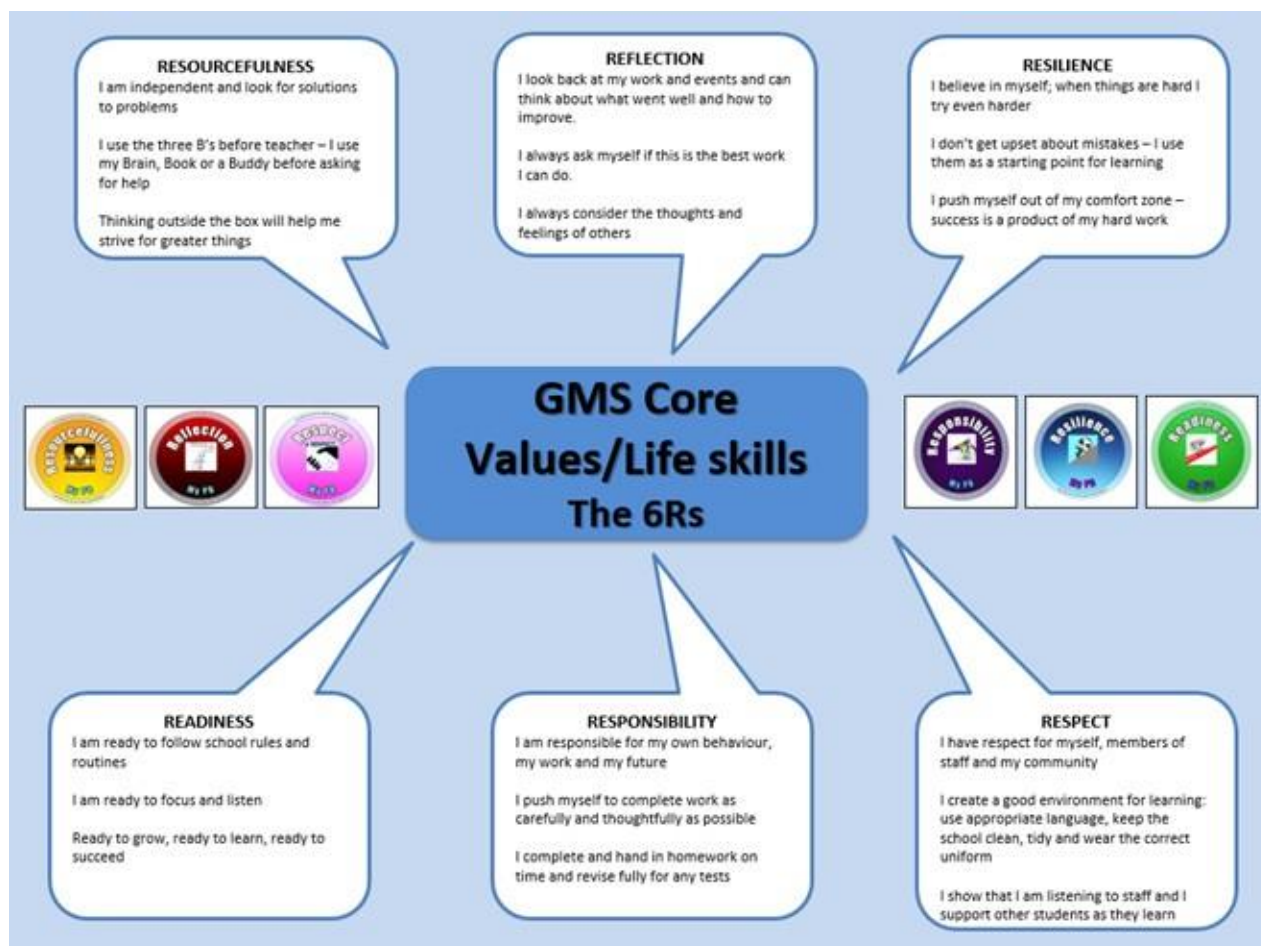 RESOURCEFULNESS
I am independent and look for solutions
to problems
I use the three B's before teacher – I use
my Brain, Book or a Buddy before asking
for help
Thinking outside the box will help me
strive for greater things
REFLECTION
I look back at my work and events and can
think about what went well and how to
improve.
I always ask myself if this is the best work
I can do.
I always consider the thoughts and
feelings of others
RESILIENCE
I believe in myself; when things are hard I
try even harder
I don't get upset about mistakes – I use
them as a starting point for learning
I push myself out of my comfort zone –
success is a product of my hard work
Resourcefullness
Reflection
Respect
GMS Core
Values/Life skills
The 6Rs
Responsibility
Resilience
Readiness
READINESS
I am ready to follow school rules and
routines
I am ready to focus and listen
Ready to grow, ready to learn, ready to
succeed
RESPONSIBILITY
I am responsible for my own behaviour,
my work and my future
I push myself to complete work as
carefully and thoughtfully as possible
I complete and hand in homework on
time and revise fully for any tests
RESPECT
I have respect for myself, members of
staff and my community
I create a good environment for learning:
use appropriate language, keep the
school clean, tidy and wear the correct
uniform
I show that I am listening to staff and I
support other students as they learn